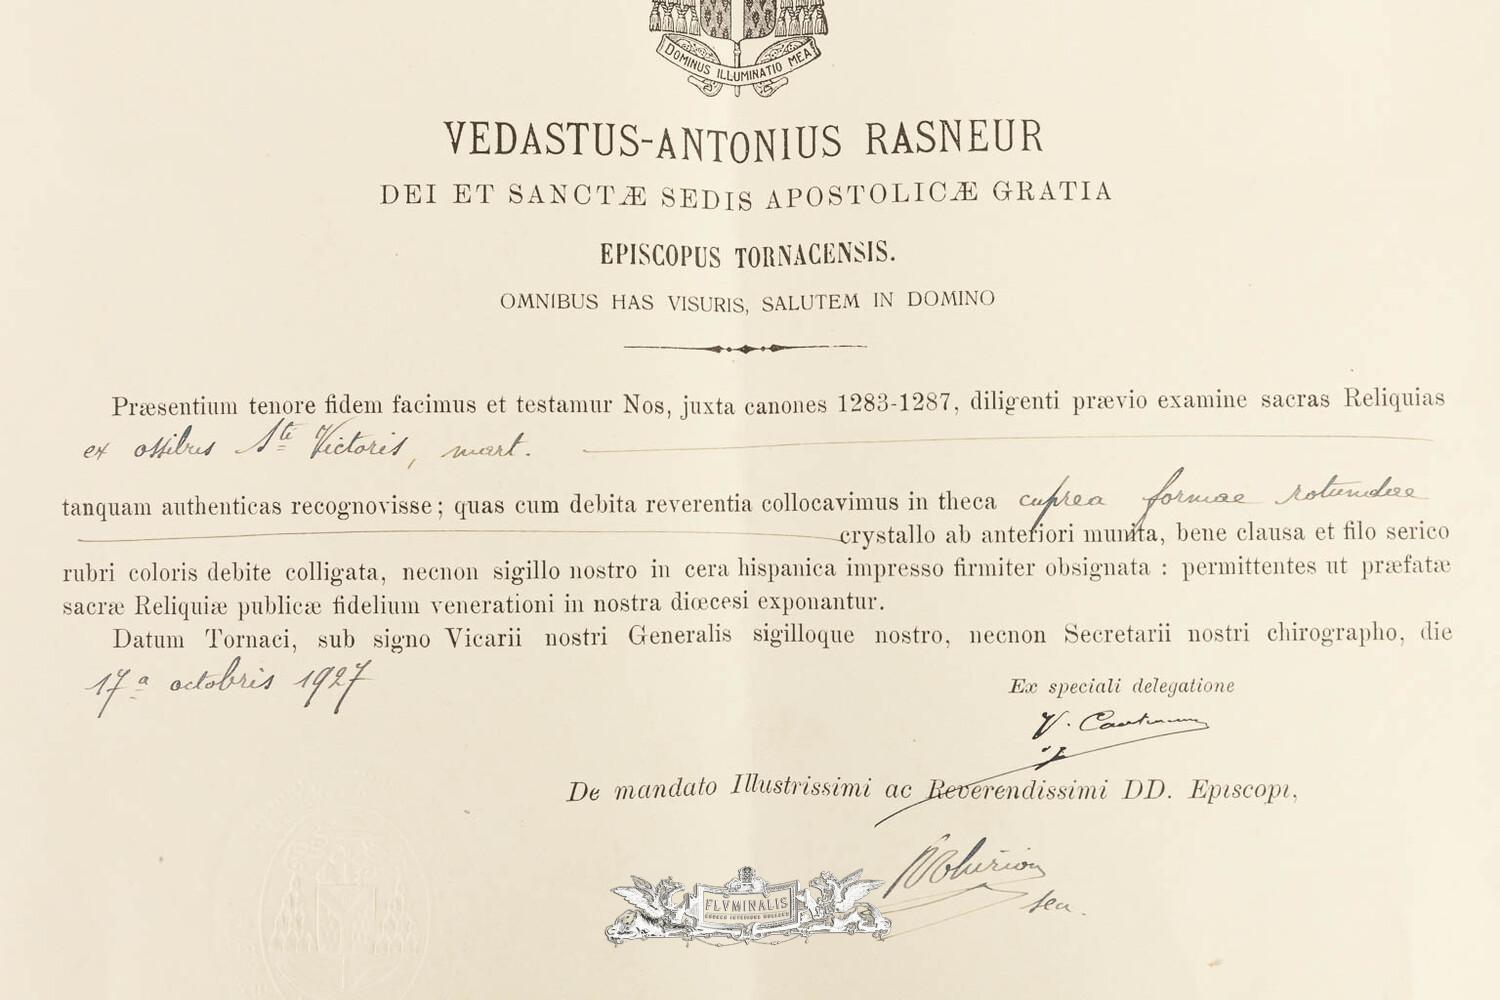 DOMINUS ILLUMINATIO MEA
VEDASTUS-ANTONIUS RASNEUR
DEI ET SANCTÆ SEDIS APOSTOLICÆ GRATIA
EPISCOPUS TORNACENSIS.
OMNIBUS HAS VISURIS, SALUTEM IN DOMINO
Præsentium tenore fidem facimus et testamur Nos, juxta canones 1283-1287, diligenti prævio examine sacras Reliquias
ex ossibus Sti Victoris, mart.
tanquam authenticas recognovisse; quas cum debita reverentia collocavimus in theca cuprea formae rotundae
crystallo ab anteriori munita, bene clausa et filo serico
rubri coloris debite colligata, necnon sigillo nostro in cera hispanica impresso firmiter obsignata : permittentes ut præfatæ
sacræ Reliquiæ publicæ fidelium venerationi in nostra diœcesi exponantur.
Datum Tornaci, sub signo Vicarii nostri Generalis sigilloque nostro, necnon Secretarii nostri chirographo, die
17a octobris 1927
Ex speciali delegatione
De mandato Illustrissimi ac Reverendissimi DD. Episcopi,
FLVMINALIS